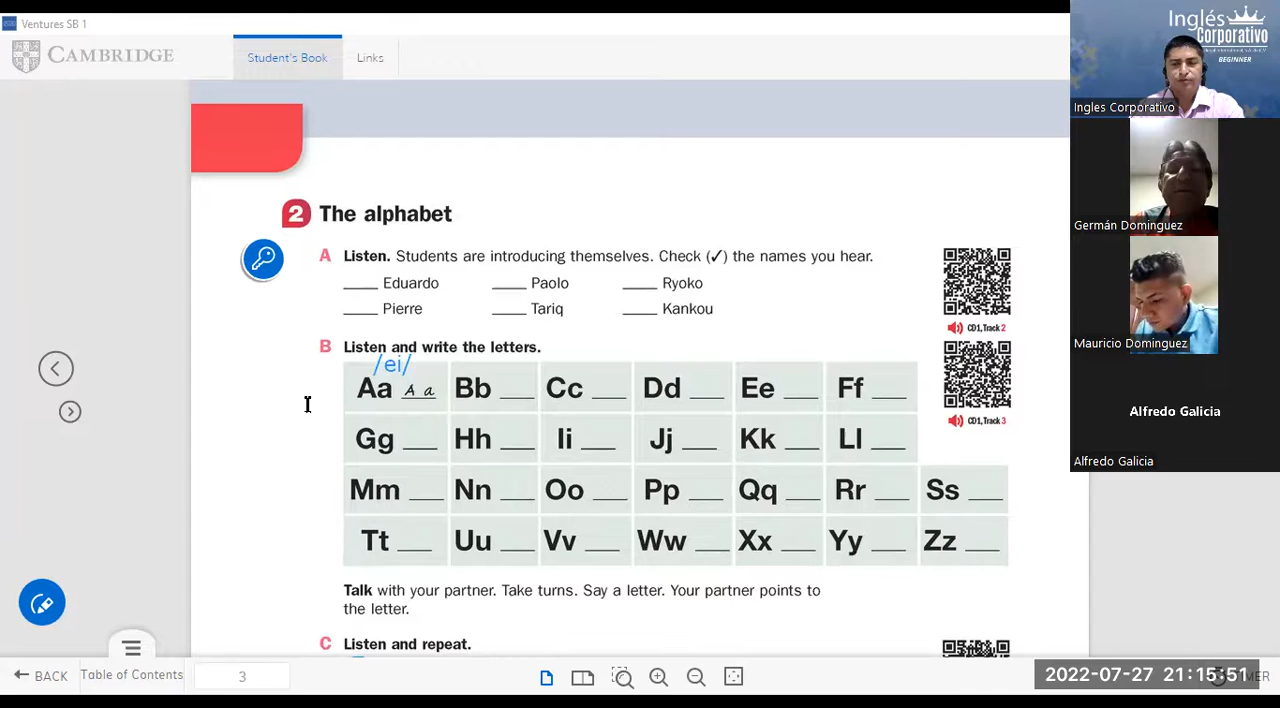 Ventures SB 1
CAMBRIDGE
Student's Book
Links
2 The alphabet
A Listen. Students are introducing themselves. Check (✓) the names you hear.
____ Eduardo ____ Paolo ____ Ryoko
____ Pierre ____ Tariq ____ Kankou
CD1, Track 2
B Listen and write the letters.
/ei/
Aa A a Bb ___ Cc ___ Dd ___ Ee ___ Ff ___
CD1, Track 3
Gg ___ Hh ___ Ii ___ Jj ___ Kk ___ Ll ___
Mm ___ Nn ___ Oo ___ Pp ___ Qq ___ Rr ___ Ss ___
Tt ___ Uu ___ Vv ___ Ww ___ Xx ___ Yy ___ Zz ___
Talk with your partner. Take turns. Say a letter. Your partner points to
the letter.
C Listen and repeat.
BACK
Table of Contents
3
2022-07-27 21:15:51
Inglés
Corporativo
BEGINNER
Ingles Corporativo
Germán Dominguez
Mauricio Dominguez
Alfredo Galicia
Alfredo Galicia